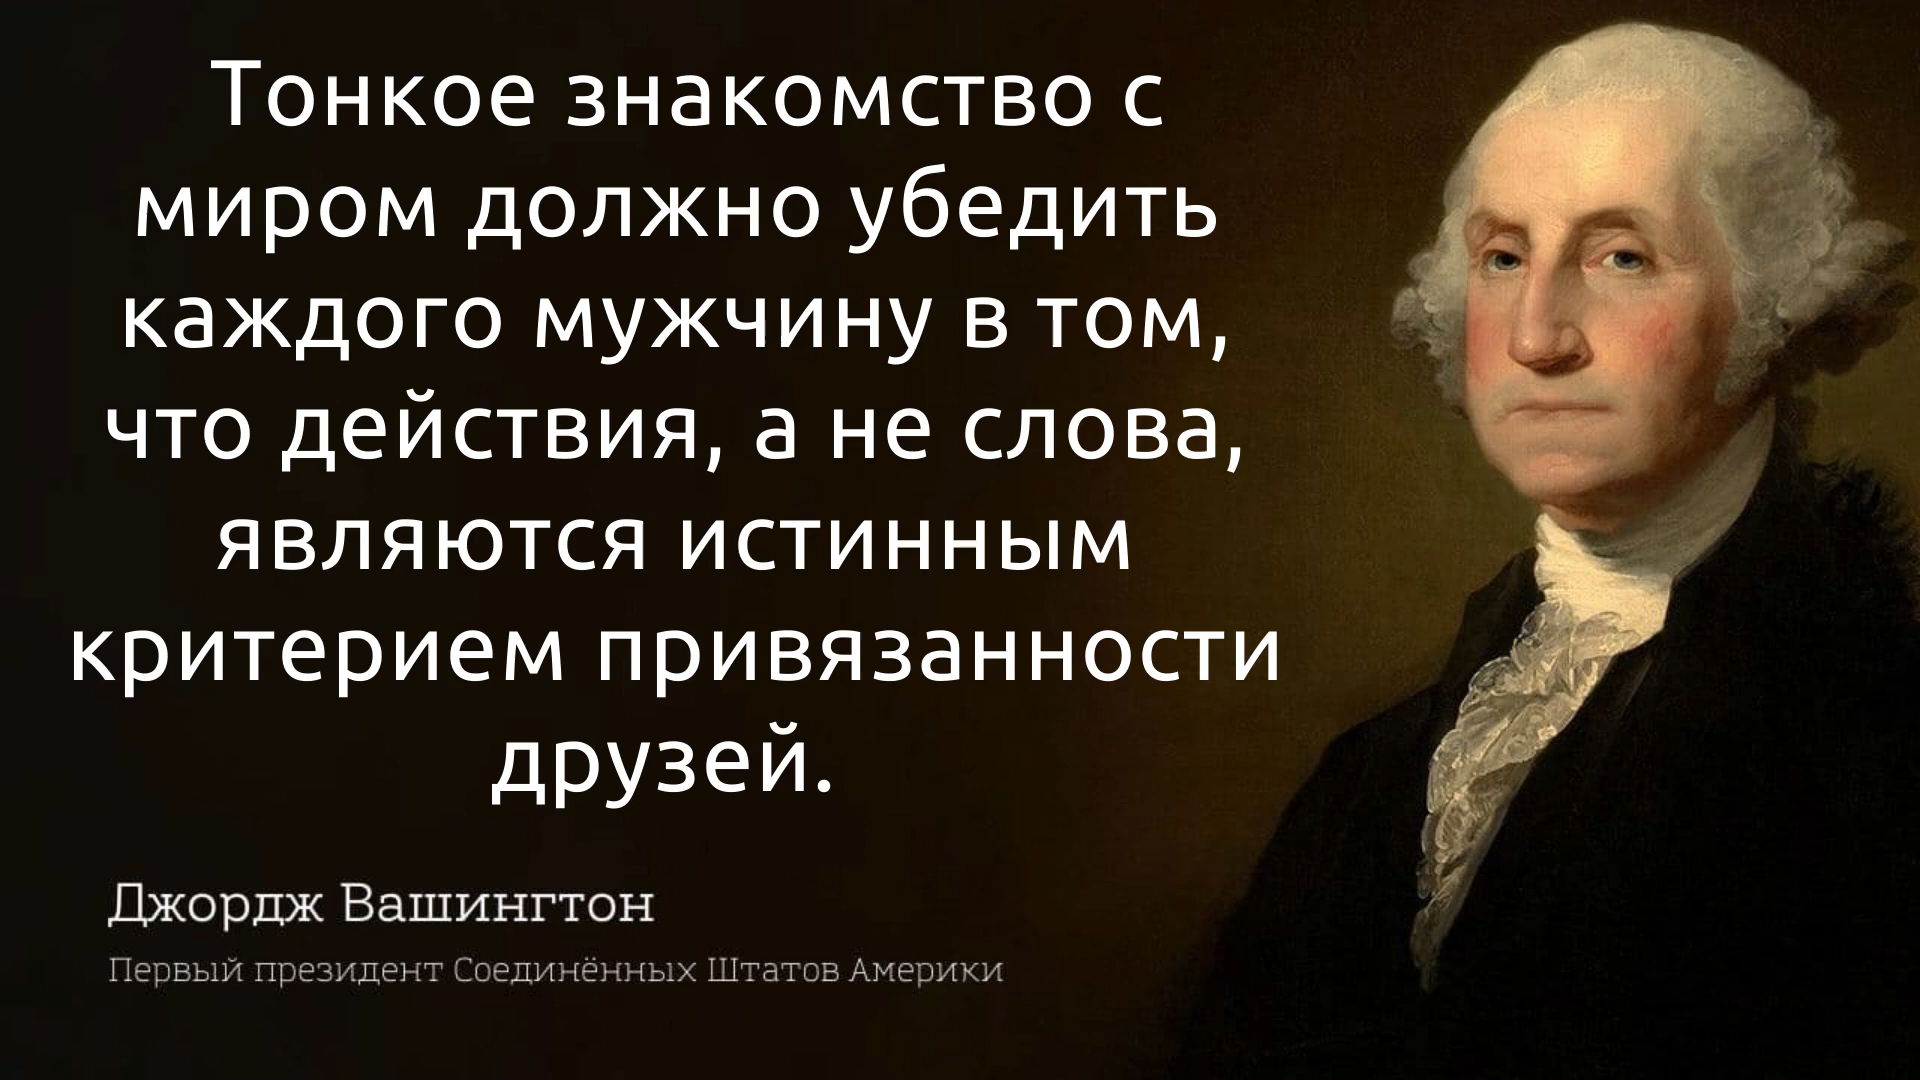 Тонкое знакомство с
миром должно убедить
каждого мужчину в том,
что действия, а не слова,
являются истинным
критерием привязанности
друзей.
Джордж Вашингтон
Первый президент Соединённых Штатов Америки